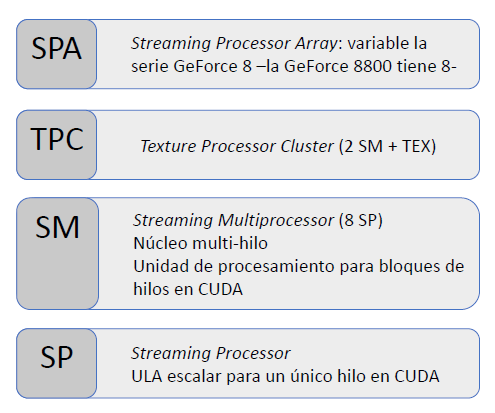 SPA
Streaming Processor Array: variable la
serie GeForce 8 –la GeForce 8800 tiene 8-
TPC
Texture Processor Cluster (2 SM + TEX)
SM
Streaming Multiprocessor (8 SP)
Núcleo multi-hilo
Unidad de procesamiento para bloques de
hilos en CUDA
SP
Streaming Processor
ULA escalar para un único hilo en CUDA